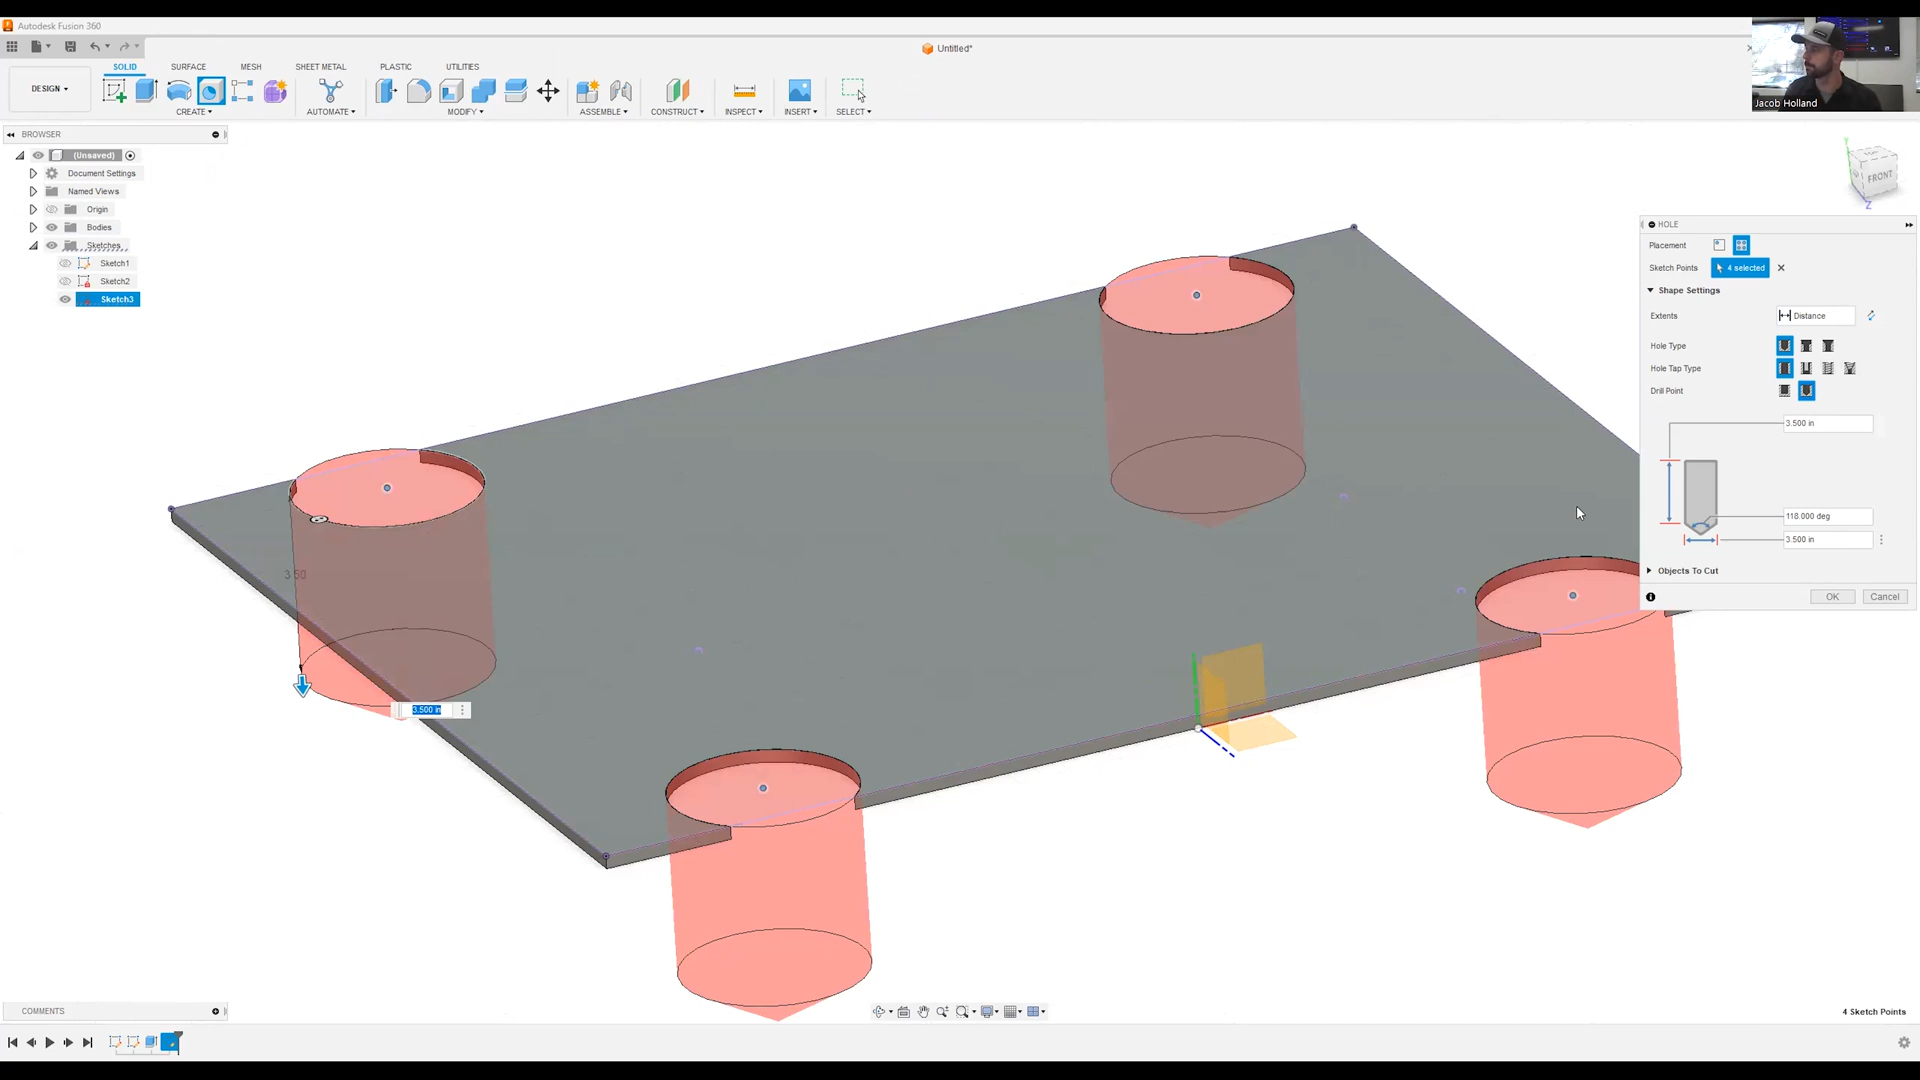 Autodesk Fusion 360
Untitled*
Jacob Holland
SOLID SURFACE MESH SHEET METAL PLASTIC UTILITIES
DESIGN
CREATE AUTOMATE MODIFY ASSEMBLE CONSTRUCT INSPECT INSERT SELECT
BROWSER
(Unsaved)
Document Settings
Named Views
Origin
Bodies
Sketches
Sketch1
Sketch2
Sketch3
TOP
FRONT
Z
HOLE
Placement
Sketch Points 4 selected
Shape Settings
Extents Distance
Hole Type
Hole Tap Type
Drill Point
3.500 in
118.000 deg
3.500 in
Objects To Cut
OK Cancel
3.50
3.500 in
COMMENTS
4 Sketch Points